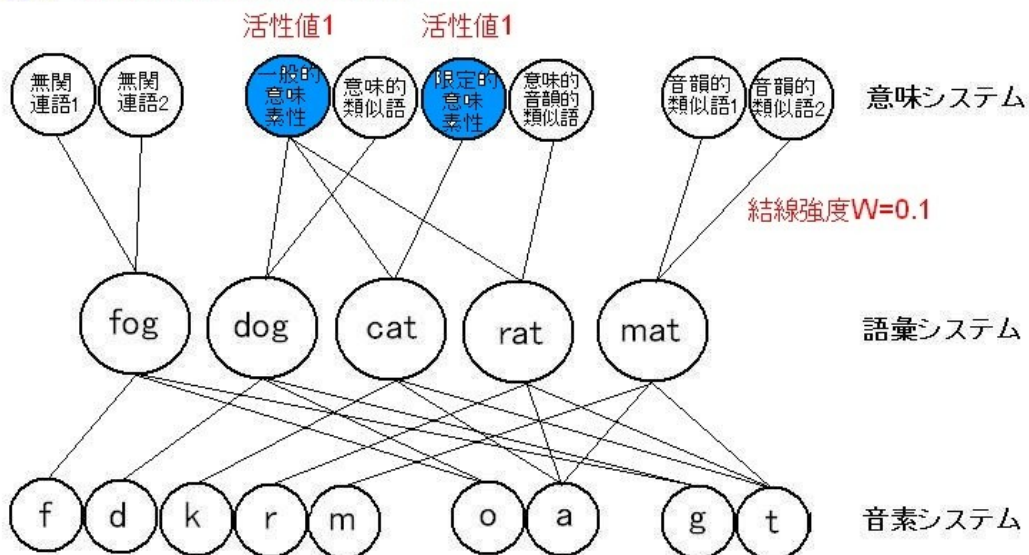 活性値1
活性値1
無関
連語1
無関
連語2
一般的
意味
素性
意味的
類似語
限定的
意味
素性
意味的
音韻的
類似語
音韻的
類似語1
音韻的
類似語2
意味システム
結線強度W=0.1
fog
dog
cat
rat
mat
語彙システム
f
d
k
r
m
o
a
g
t
音素システム